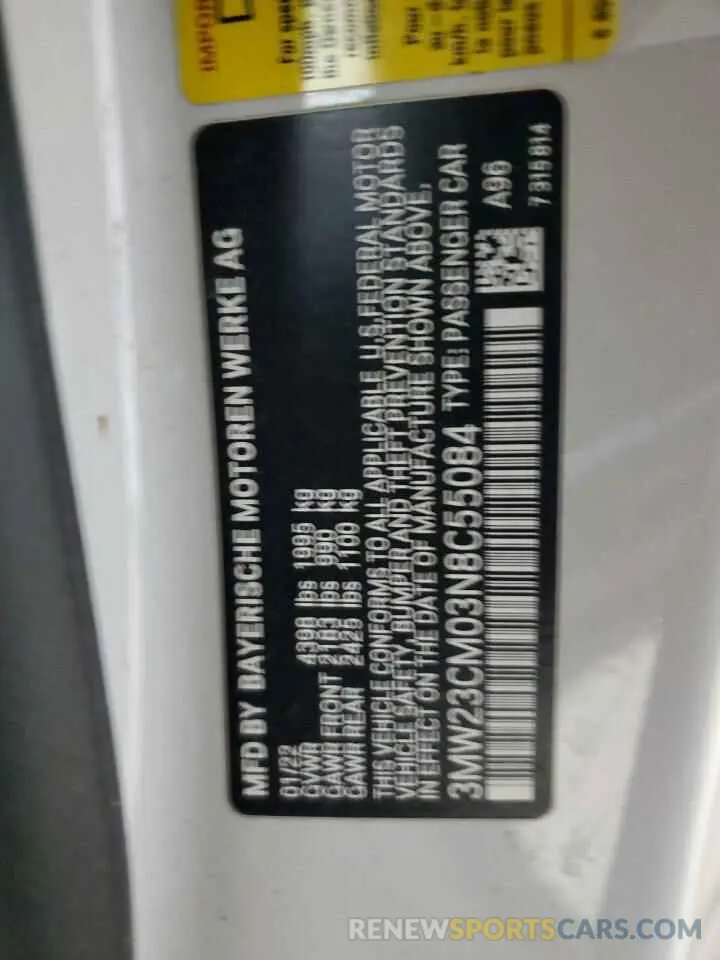 MFD BY BAYERISCHE MOTOREN WERKE AG
01/22
GVWR 4398 lbs 1995 kg
GAWR FRONT 2183 lbs 990 kg
GAWR REAR 2425 lbs 1100 kg
THIS VEHICLE CONFORMS TO ALL APPLICABLE U.S.FEDERAL MOTOR
VEHICLE SAFETY, BUMPER AND THEFT PREVENTION STANDARDS
IN EFFECT ON THE DATE OF MANUFACTURE SHOWN ABOVE.
3MW23CM03N8C55084 TYPE: PASSENGER CAR
A96
7 315 814
RENEWSPORTSCARS.COM